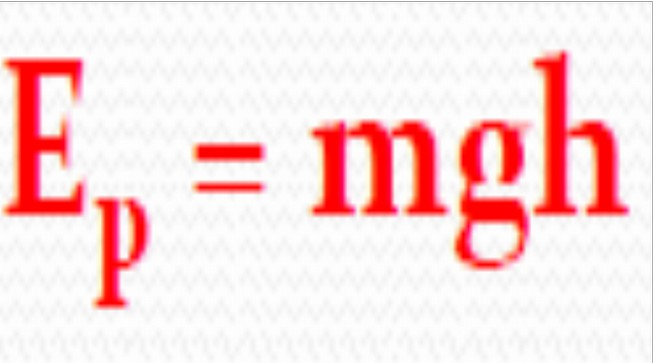 Eₚ = mgh